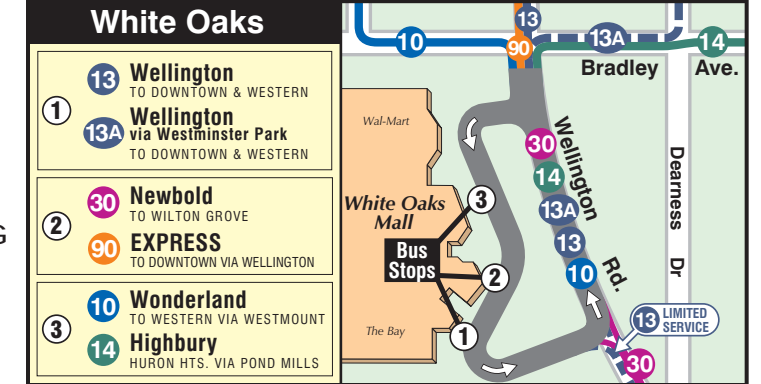 White Oaks
1
13 Wellington
TO DOWNTOWN & WESTERN
13A Wellington
via Westminster Park
TO DOWNTOWN & WESTERN
2
30 Newbold
TO WILTON GROVE
90 EXPRESS
TO DOWNTOWN VIA WELLINGTON
3
10 Wonderland
TO WESTERN VIA WESTMOUNT
14 Highbury
HURON HTS. VIA POND MILLS
G
13
10
90
13A
14
Bradley Ave.
Wal-Mart
White Oaks
Mall
Bus
Stops
3
2
1
The Bay
Wellington Rd.
30
14
13A
13
10
Dearness Dr
13 LIMITED
SERVICE
30